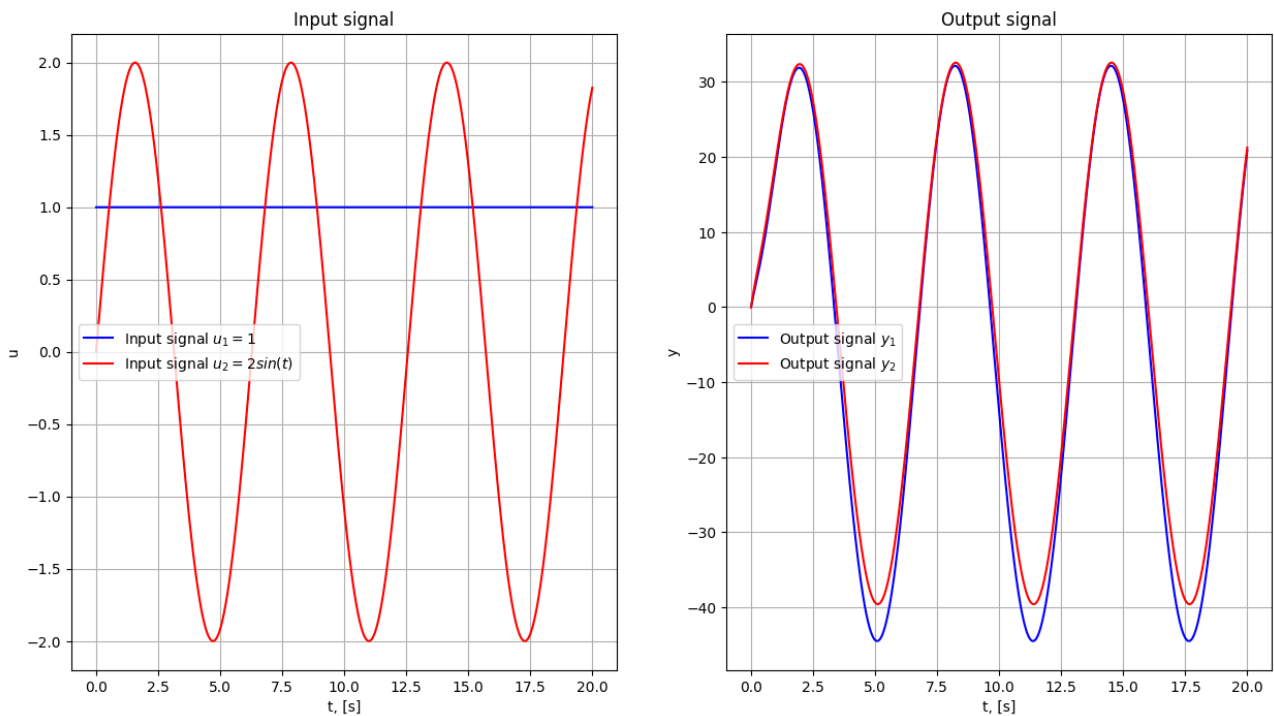 Input signal
2.0
1.5
1.0
0.5
0.0
−0.5
−1.0
−1.5
−2.0
u
Input signal u₁ = 1
Input signal u₂ = 2sin(t)
0.0 2.5 5.0 7.5 10.0 12.5 15.0 17.5 20.0
t, [s]
Output signal
30
20
10
0
−10
−20
−30
−40
y
Output signal y₁
Output signal y₂
0.0 2.5 5.0 7.5 10.0 12.5 15.0 17.5 20.0
t, [s]